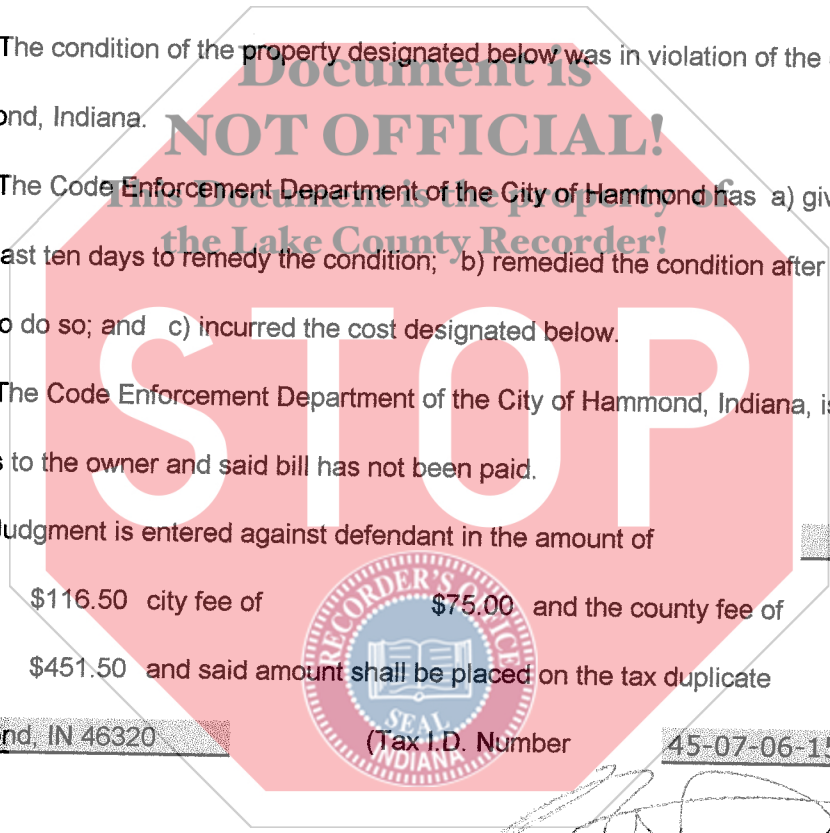 The condition of the property designated below was in violation of the
Document is
ond, Indiana.
NOT OFFICIAL!
The Code Enforcement Department of the City of Hammond has a) giv
This Document is the property of
the Lake County Recorder!
ast ten days to remedy the condition; b) remedied the condition after
o do so; and c) incurred the cost designated below.
STOP
The Code Enforcement Department of the City of Hammond, Indiana, is
s to the owner and said bill has not been paid.
Judgment is entered against defendant in the amount of
RECORDER'S OFFICE
$116.50 city fee of $75.00 and the county fee of
$451.50 and said amount shall be placed on the tax duplicate
SEAL
INDIANA
nd, IN 46320 (Tax I.D. Number 45-07-06-15